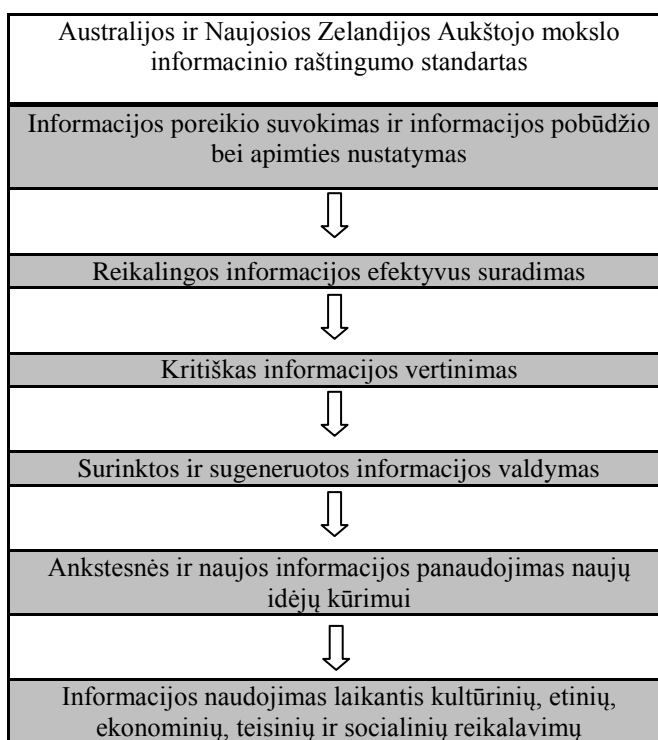 Australijos ir Naujosios Zelandijos Aukštojo mokslo
informacinio raštingumo standartas
Informacijos poreikio suvokimas ir informacijos pobūdžio
bei apimties nustatymas
Reikalingos informacijos efektyvus suradimas
Kritiškas informacijos vertinimas
Surinktos ir sugeneruotos informacijos valdymas
Ankstesnės ir naujos informacijos panaudojimas naujų
idėjų kūrimui
Informacijos naudojimas laikantis kultūrinių, etinių,
ekonominių, teisinių ir socialinių reikalavimų